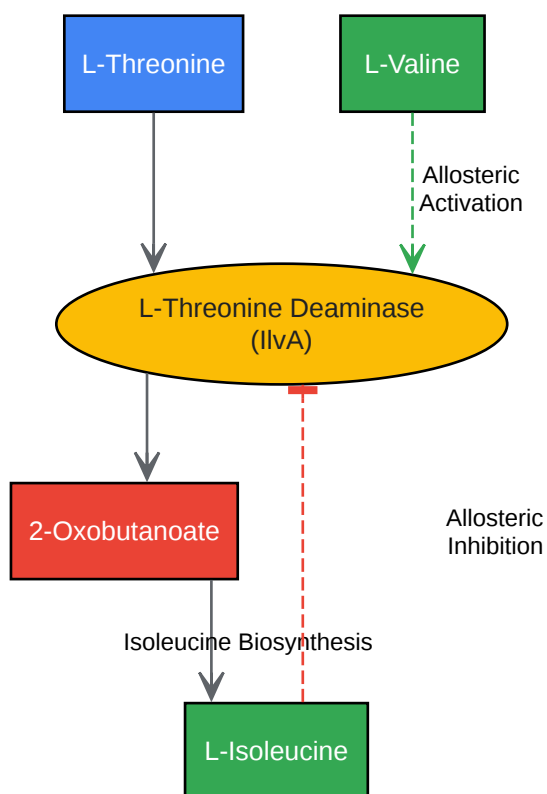 L-Threonine
L-Valine
Allosteric
Activation
L-Threonine Deaminase
(IlvA)
2-Oxobutanoate
Allosteric
Inhibition
Isoleucine Biosynthesis
L-Isoleucine